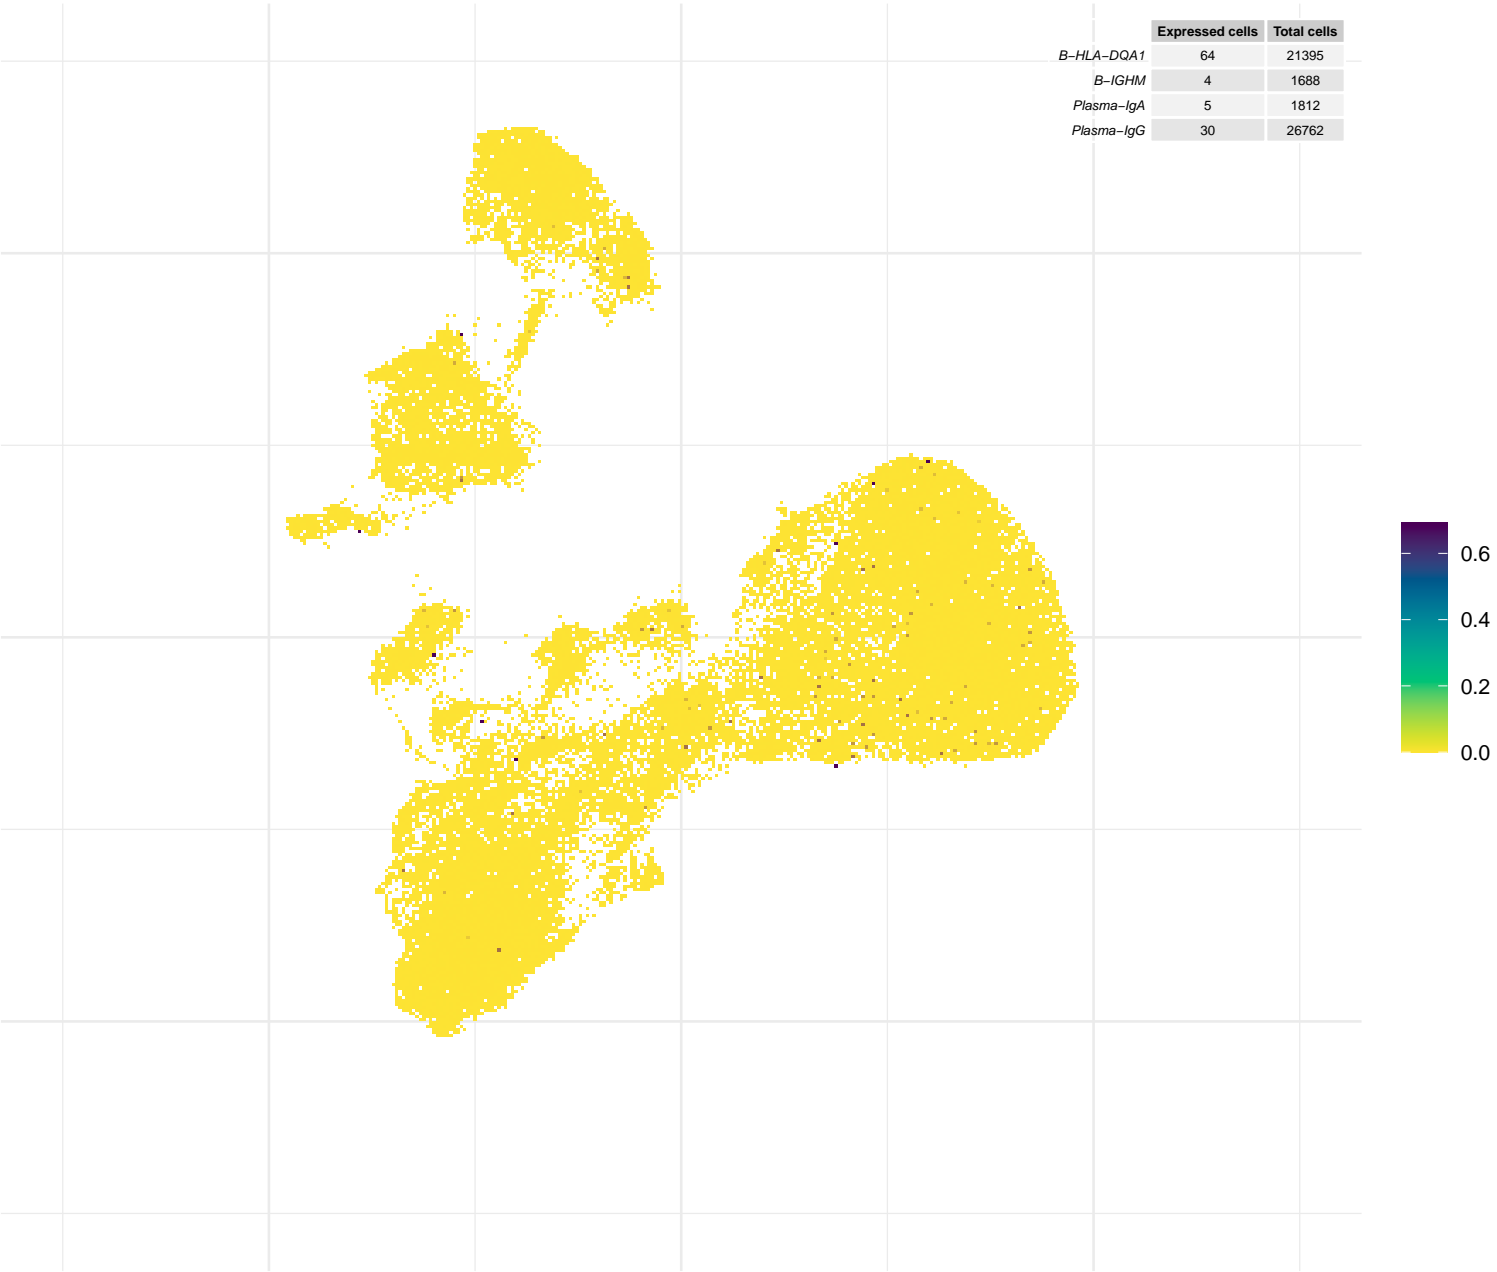 Expressed cells Total cells
B−HLA−DQA1 64 21395
B−IGHM 4 1688
Plasma−IgA 5 1812
Plasma−IgG 30 26762
0.6
0.4
0.2
0.0